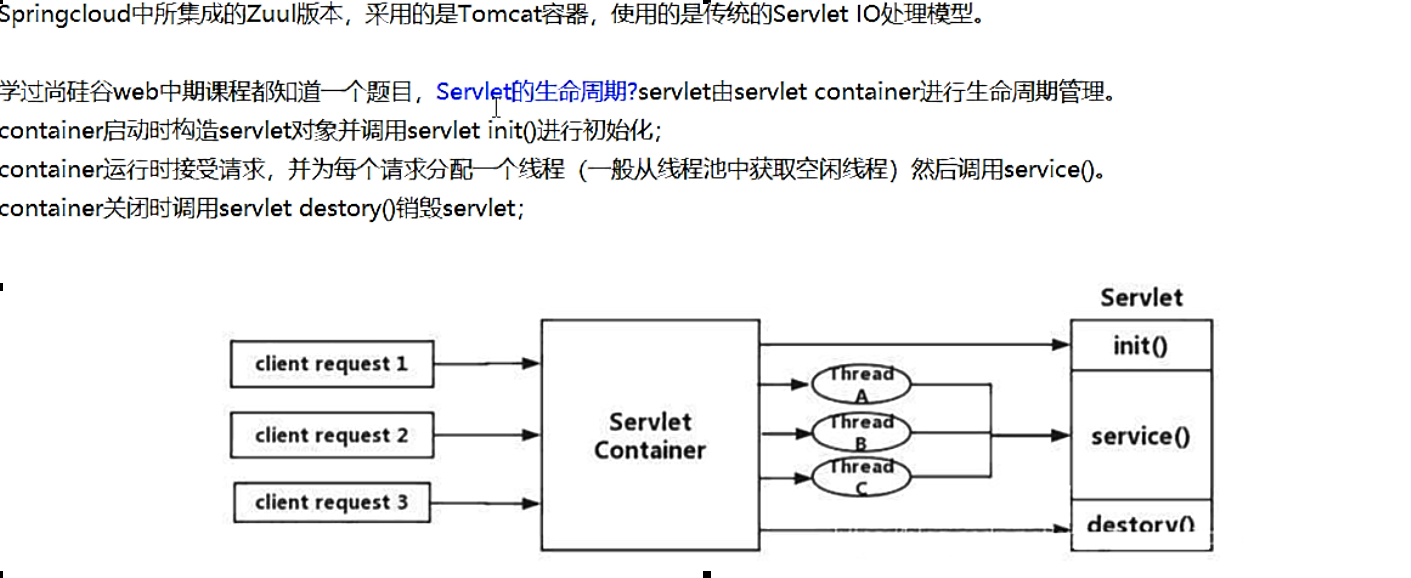 Springcloud中所集成的Zuul版本，采用的是Tomcat容器，使用的是传统的Servlet IO处理模型。
学过尚硅谷web中期课程都知道一个题目，Servlet的生命周期?servlet由servlet container进行生命周期管理。
container启动时构造servlet对象并调用servlet init()进行初始化；
container运行时接受请求，并为每个请求分配一个线程（一般从线程池中获取空闲线程）然后调用service()。
container关闭时调用servlet destory()销毁servlet；
Servlet
client request 1
client request 2
client request 3
Servlet
Container
Thread
A
Thread
B
Thread
C
init()
service()
destory()